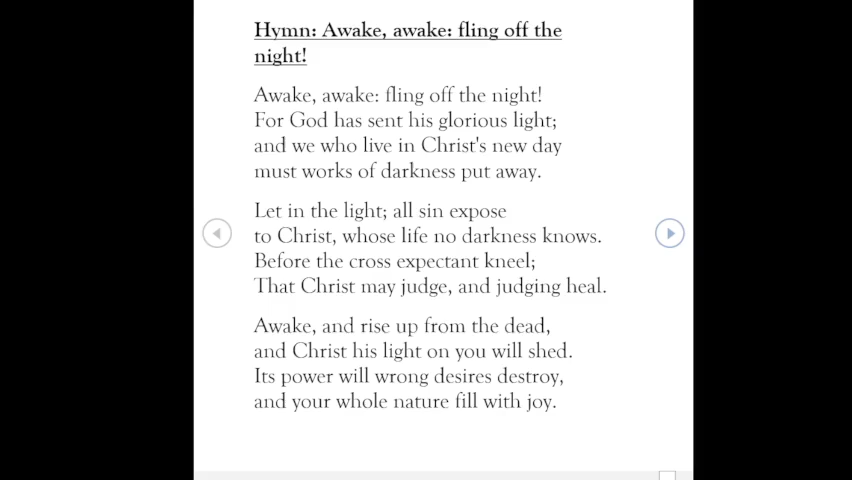 Hymn: Awake, awake: fling off the
night!
Awake, awake: fling off the night!
For God has sent his glorious light;
and we who live in Christ's new day
must works of darkness put away.
Let in the light; all sin expose
to Christ, whose life no darkness knows.
Before the cross expectant kneel;
That Christ may judge, and judging heal.
Awake, and rise up from the dead,
and Christ his light on you will shed.
Its power will wrong desires destroy,
and your whole nature fill with joy.